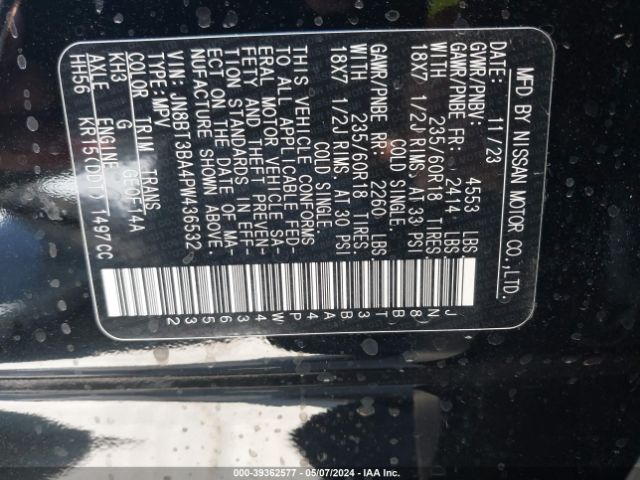 MFD BY NISSAN MOTOR CO.,LTD.
11/23
GVWR/PNBV: 4553 LBS
GAWR/PNBE FR: 2414 LBS
WITH 235/60R18 TIRES.
18X7 1/2J RIMS AT 33 PSI
COLD SINGLE
GAWR/PNBE RR: 2260 LBS
WITH 235/60R18 TIRES.
18X7 1/2J RIMS AT 30 PSI
COLD SINGLE
THIS VEHICLE CONFORMS
TO ALL APPLICABLE FED
ERAL MOTOR VEHICLE SA-
FETY AND THEFT PREVEN-
TION STANDARDS IN EFF-
ECT ON THE DATE OF MA-
NUFACTURE SHOWN ABOVE.
VIN:JN8BT3BA4PW436532
TYPE:MPV
COLOR TRIM TRANS
KH3 G GE0FT4A
AXLE ENGINE
HH56 KR15(DDT) 1497CC
JN8BT3BA4PW436532
000-39362577 - 05/07/2024 - IAA Inc.